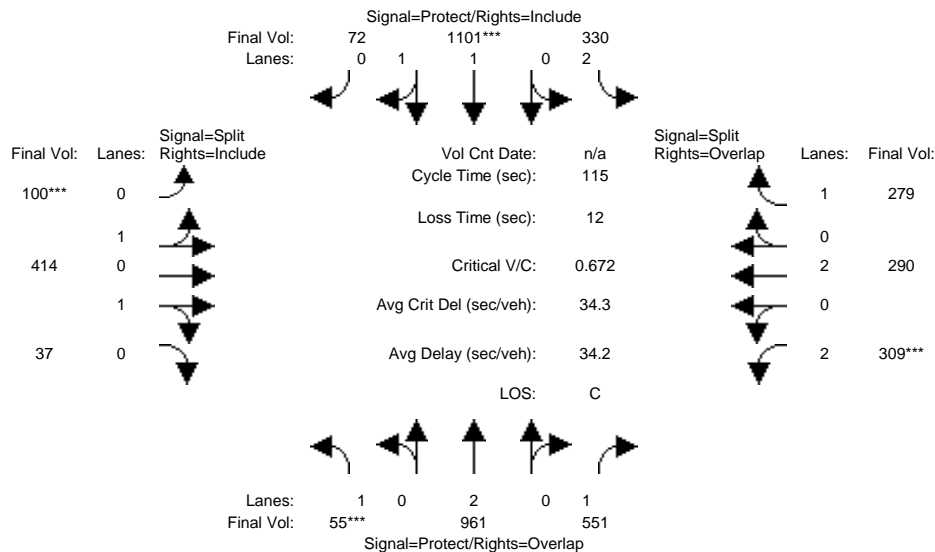 Signal=Protect/Rights=Include
Final Vol: 72 1101*** 330
Lanes: 0 1 1 0 2
Signal=Split
Final Vol: Lanes: Rights=Include
Vol Cnt Date: n/a
Signal=Split
Rights=Overlap Lanes: Final Vol:
Cycle Time (sec): 115
100*** 0
1 279
Loss Time (sec): 12
1
0
414 0
Critical V/C: 0.672
2 290
1
Avg Crit Del (sec/veh): 34.3
0
37 0
Avg Delay (sec/veh): 34.2
2 309***
LOS: C
Lanes: 1 0 2 0 1
Final Vol: 55*** 961 551
Signal=Protect/Rights=Overlap